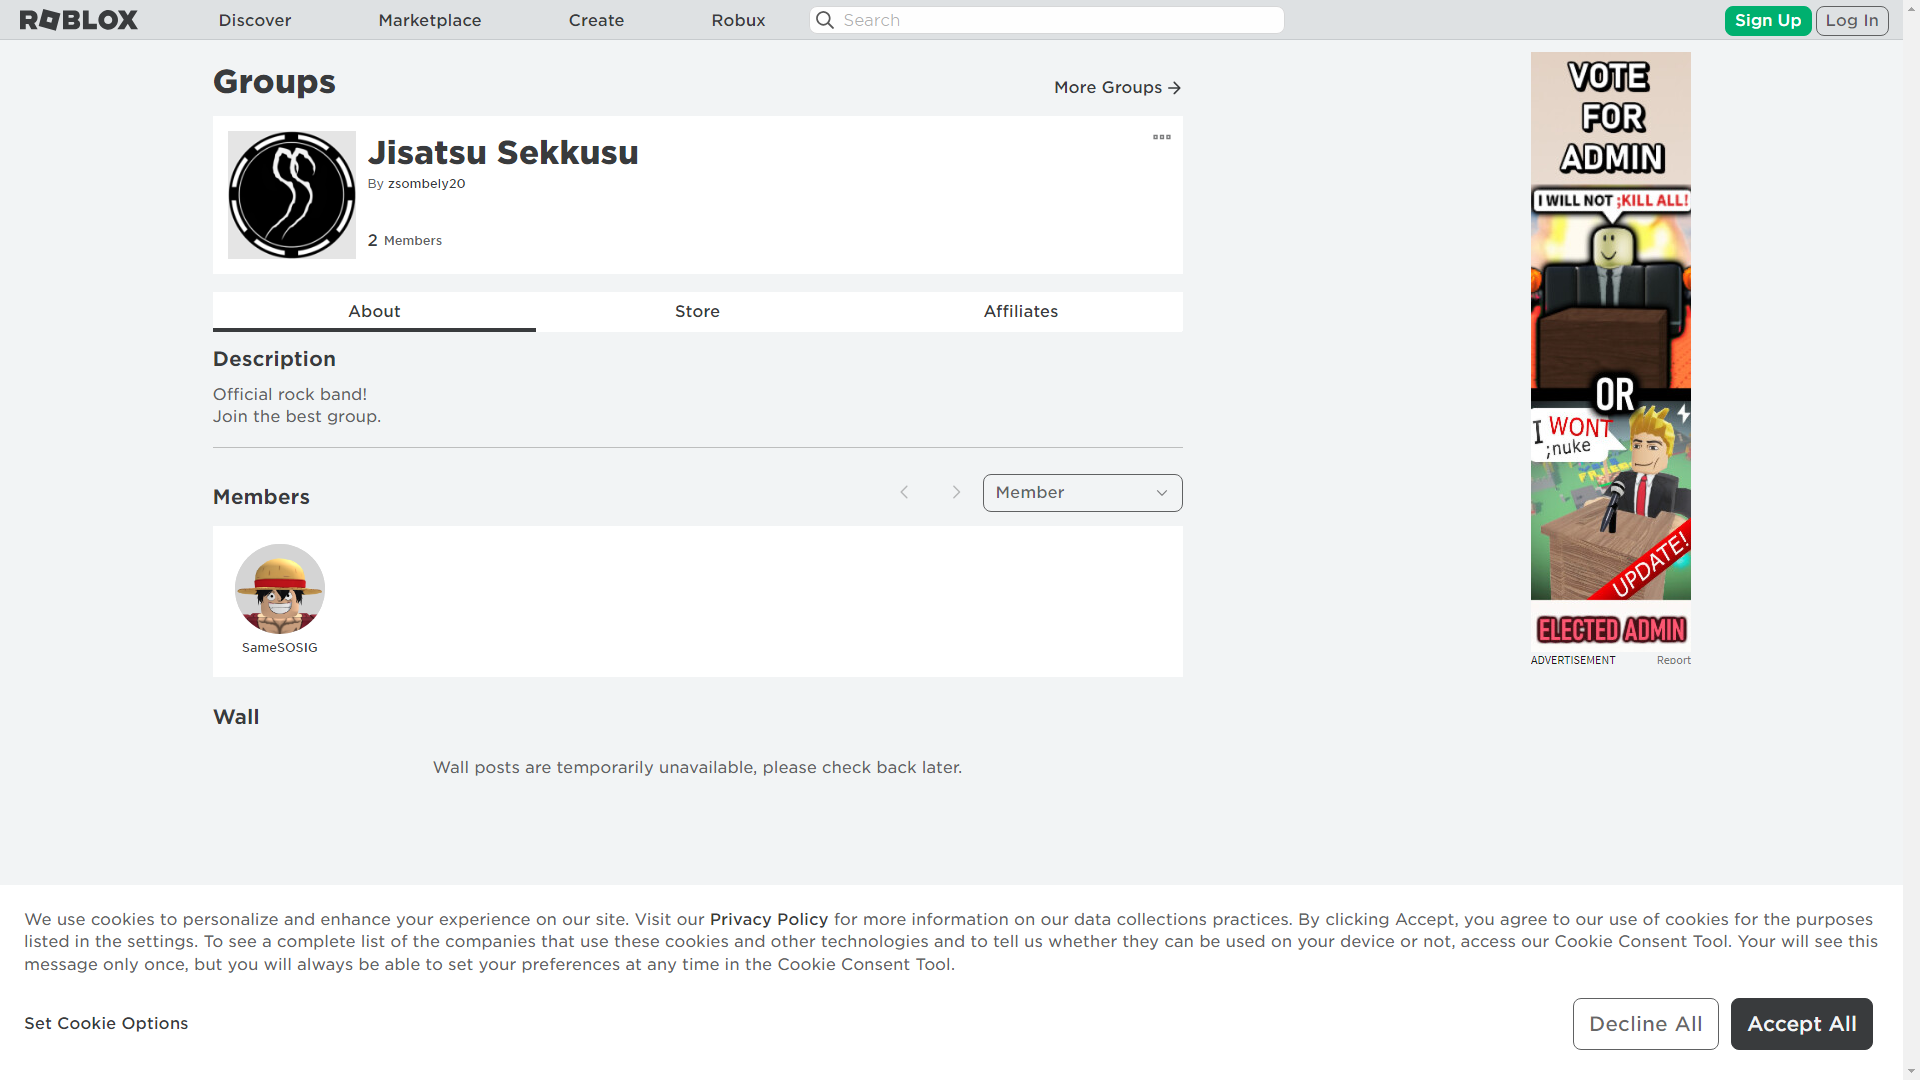 ROBLOX
Discover
Marketplace
Create
Robux
Search
Sign Up
Log In
Groups
More Groups
Jisatsu Sekkusu
By zsombely20
2 Members
About
Store
Affiliates
Description
Official rock band!
Join the best group.
Members
Member
SameSOSIG
Wall
Wall posts are temporarily unavailable, please check back later.
VOTE
FOR
ADMIN
I WILL NOT ;KILL ALL!
OR
I WONT
;nuke
UPDATE!
ELECTED ADMIN
ADVERTISEMENT
Report
We use cookies to personalize and enhance your experience on our site. Visit our Privacy Policy for more information on our data collections practices. By clicking Accept, you agree to our use of cookies for the purposes
listed in the settings. To see a complete list of the companies that use these cookies and other technologies and to tell us whether they can be used on your device or not, access our Cookie Consent Tool. Your will see this
message only once, but you will always be able to set your preferences at any time in the Cookie Consent Tool.
Set Cookie Options
Decline All
Accept All